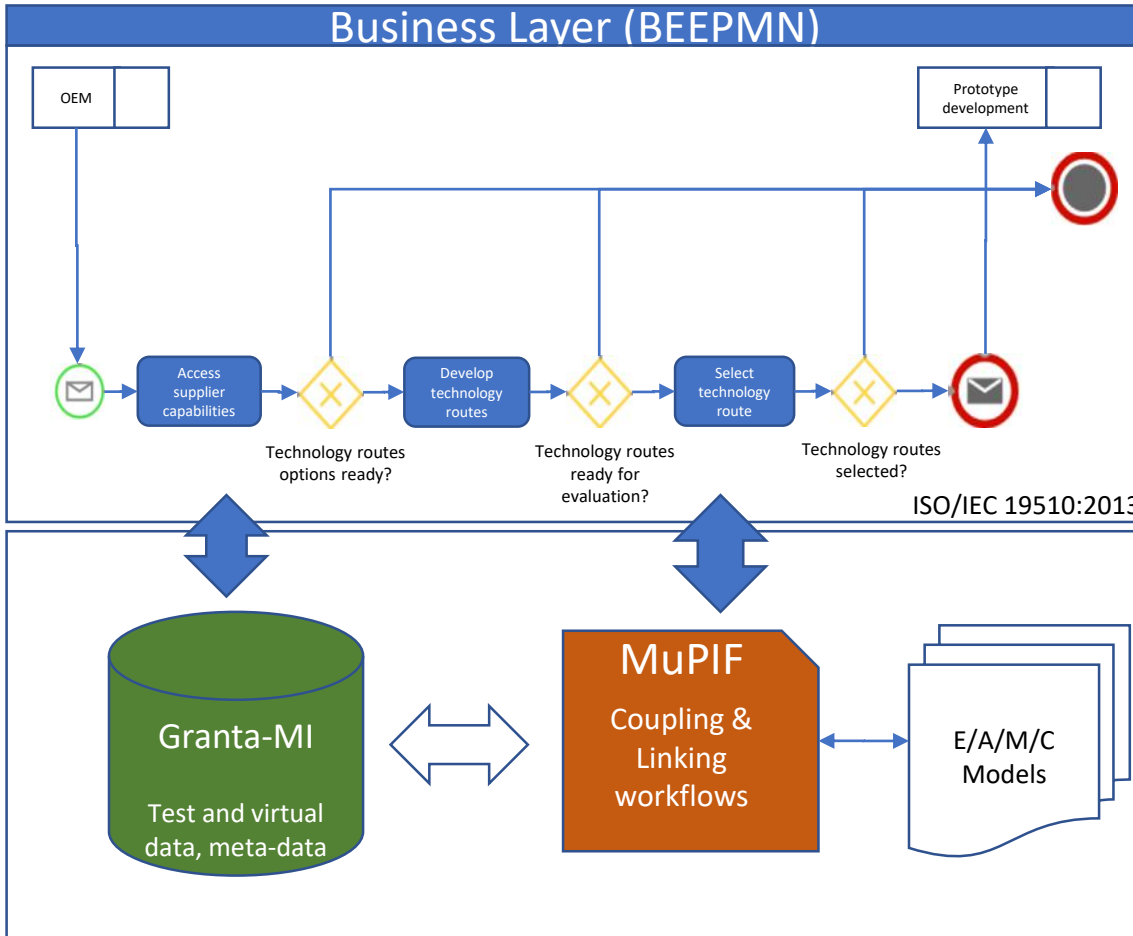 Business Layer (BEEPMN)
OEM
Prototype
development
Access
supplier
capabilities
Develop
technology
routes
Select
technology
route
Technology routes
options ready?
Technology routes
ready for
evaluation?
Technology routes
selected?
ISO/IEC 19510:2013
Granta-MI
Test and virtual
data, meta-data
MuPIF
Coupling &
Linking
workflows
E/A/M/C
Models